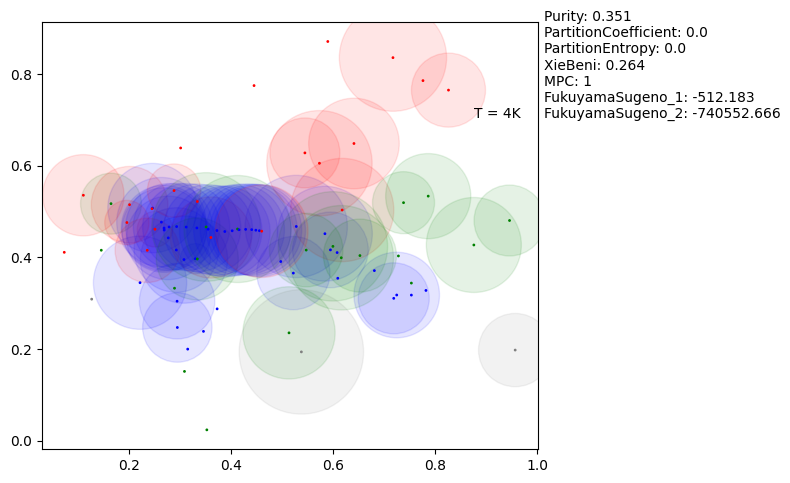 Purity: 0.351
PartitionCoefficient: 0.0
PartitionEntropy: 0.0
XieBeni: 0.264
MPC: 1
FukuyamaSugeno_1: -512.183
FukuyamaSugeno_2: -740552.666
T = 4K
0.8
0.6
0.4
0.2
0.0
0.2 0.4 0.6 0.8 1.0